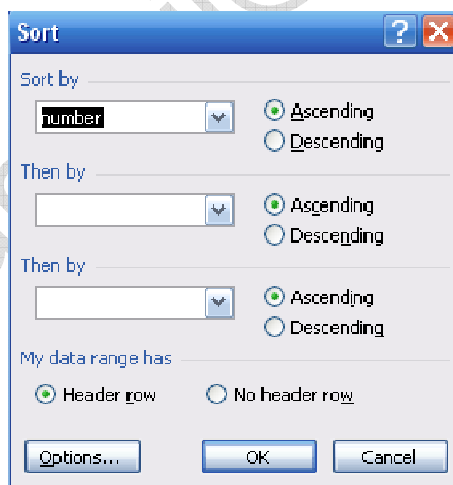 Sort
Sort by
number
Ascending
Descending
Then by
Ascending
Descending
Then by
Ascending
Descending
My data range has
Header row
No header row
Options...
OK
Cancel